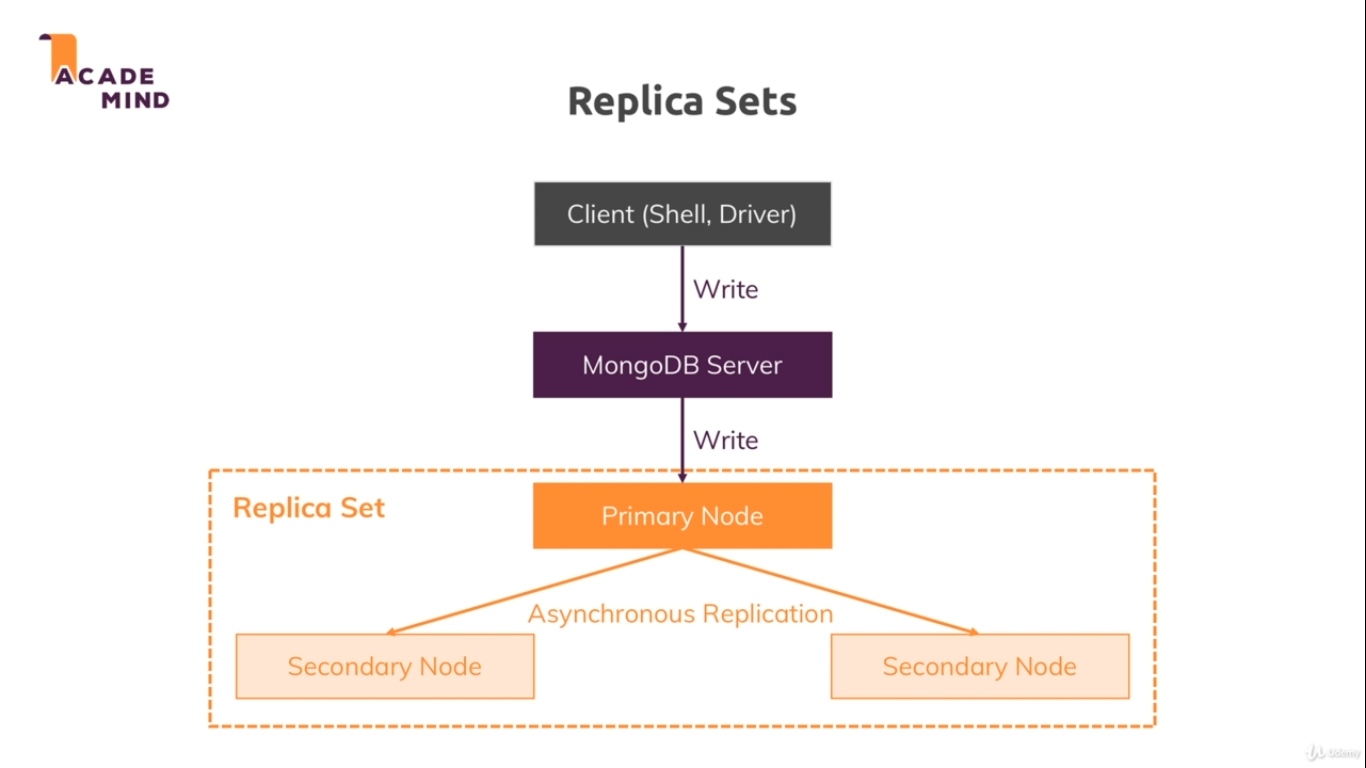 ACADE
MIND
Replica Sets
Client (Shell, Driver)
Write
MongoDB Server
Write
Replica Set
Primary Node
Asynchronous Replication
Secondary Node
Secondary Node
Udemy